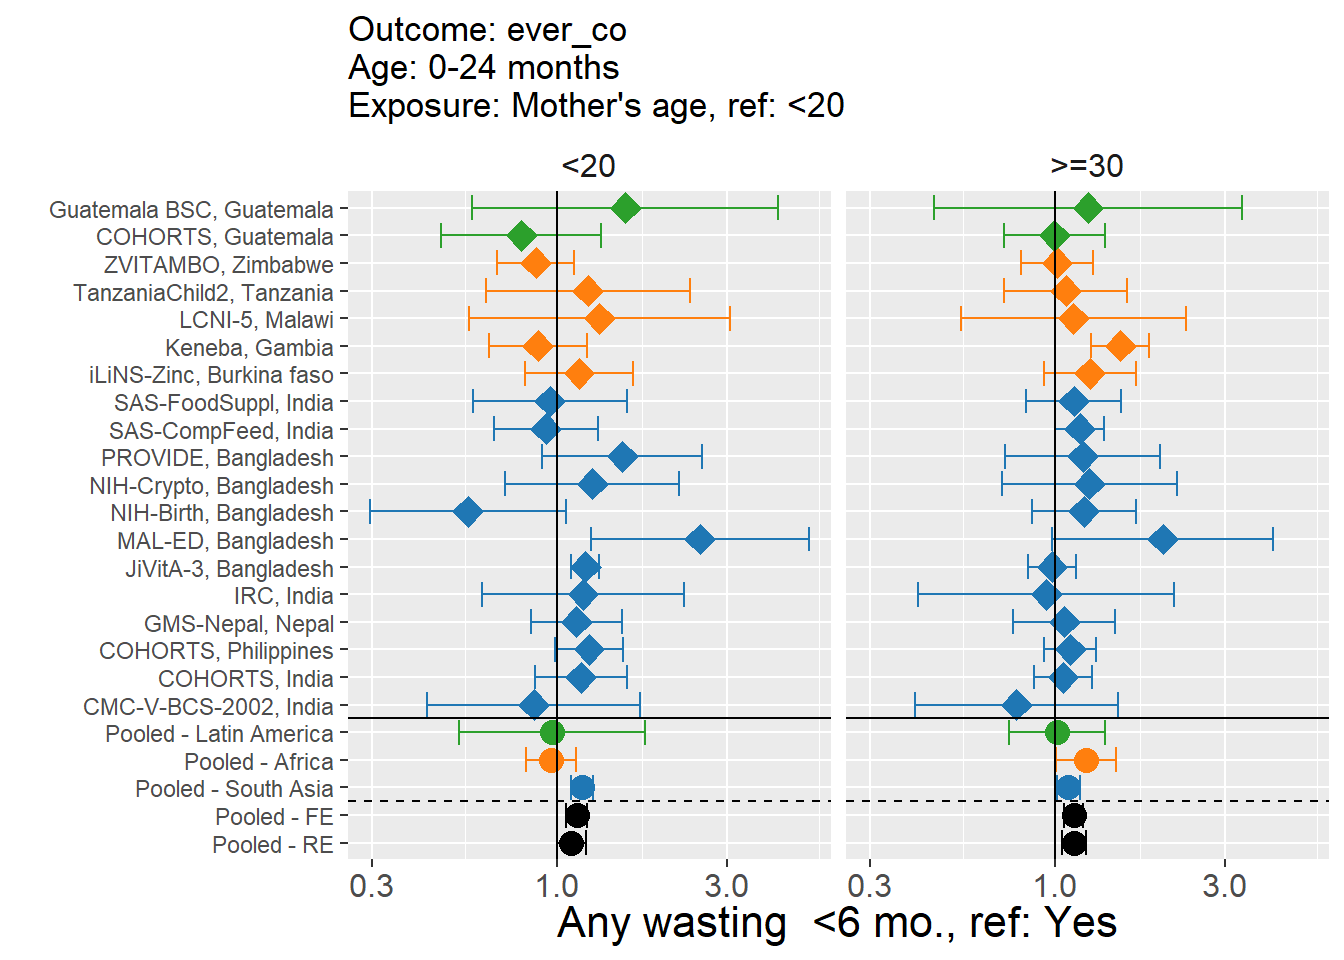 Outcome: ever_co
Age: 0-24 months
Exposure: Mother's age, ref: <20
<20
>=30
Guatemala BSC, Guatemala
COHORTS, Guatemala
ZVITAMBO, Zimbabwe
TanzaniaChild2, Tanzania
LCNI-5, Malawi
Keneba, Gambia
iLiNS-Zinc, Burkina faso
SAS-FoodSuppl, India
SAS-CompFeed, India
PROVIDE, Bangladesh
NIH-Crypto, Bangladesh
NIH-Birth, Bangladesh
MAL-ED, Bangladesh
JiVitA-3, Bangladesh
IRC, India
GMS-Nepal, Nepal
COHORTS, Philippines
COHORTS, India
CMC-V-BCS-2002, India
Pooled - Latin America
Pooled - Africa
Pooled - South Asia
Pooled - FE
Pooled - RE
0.3 1.0 3.0 0.3 1.0 3.0
Any wasting  <6 mo., ref: Yes